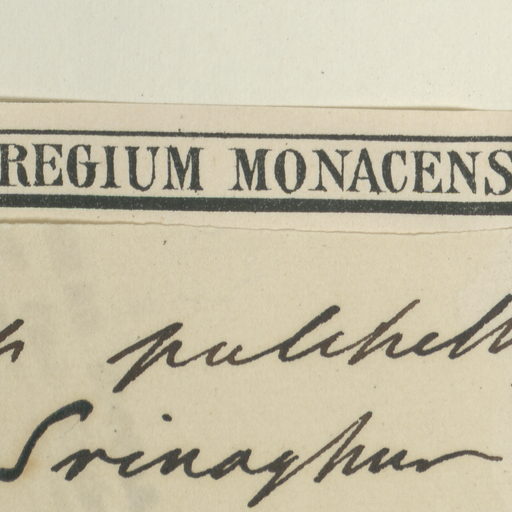 REGIUM MONACENS
pulchell
Srinaghur